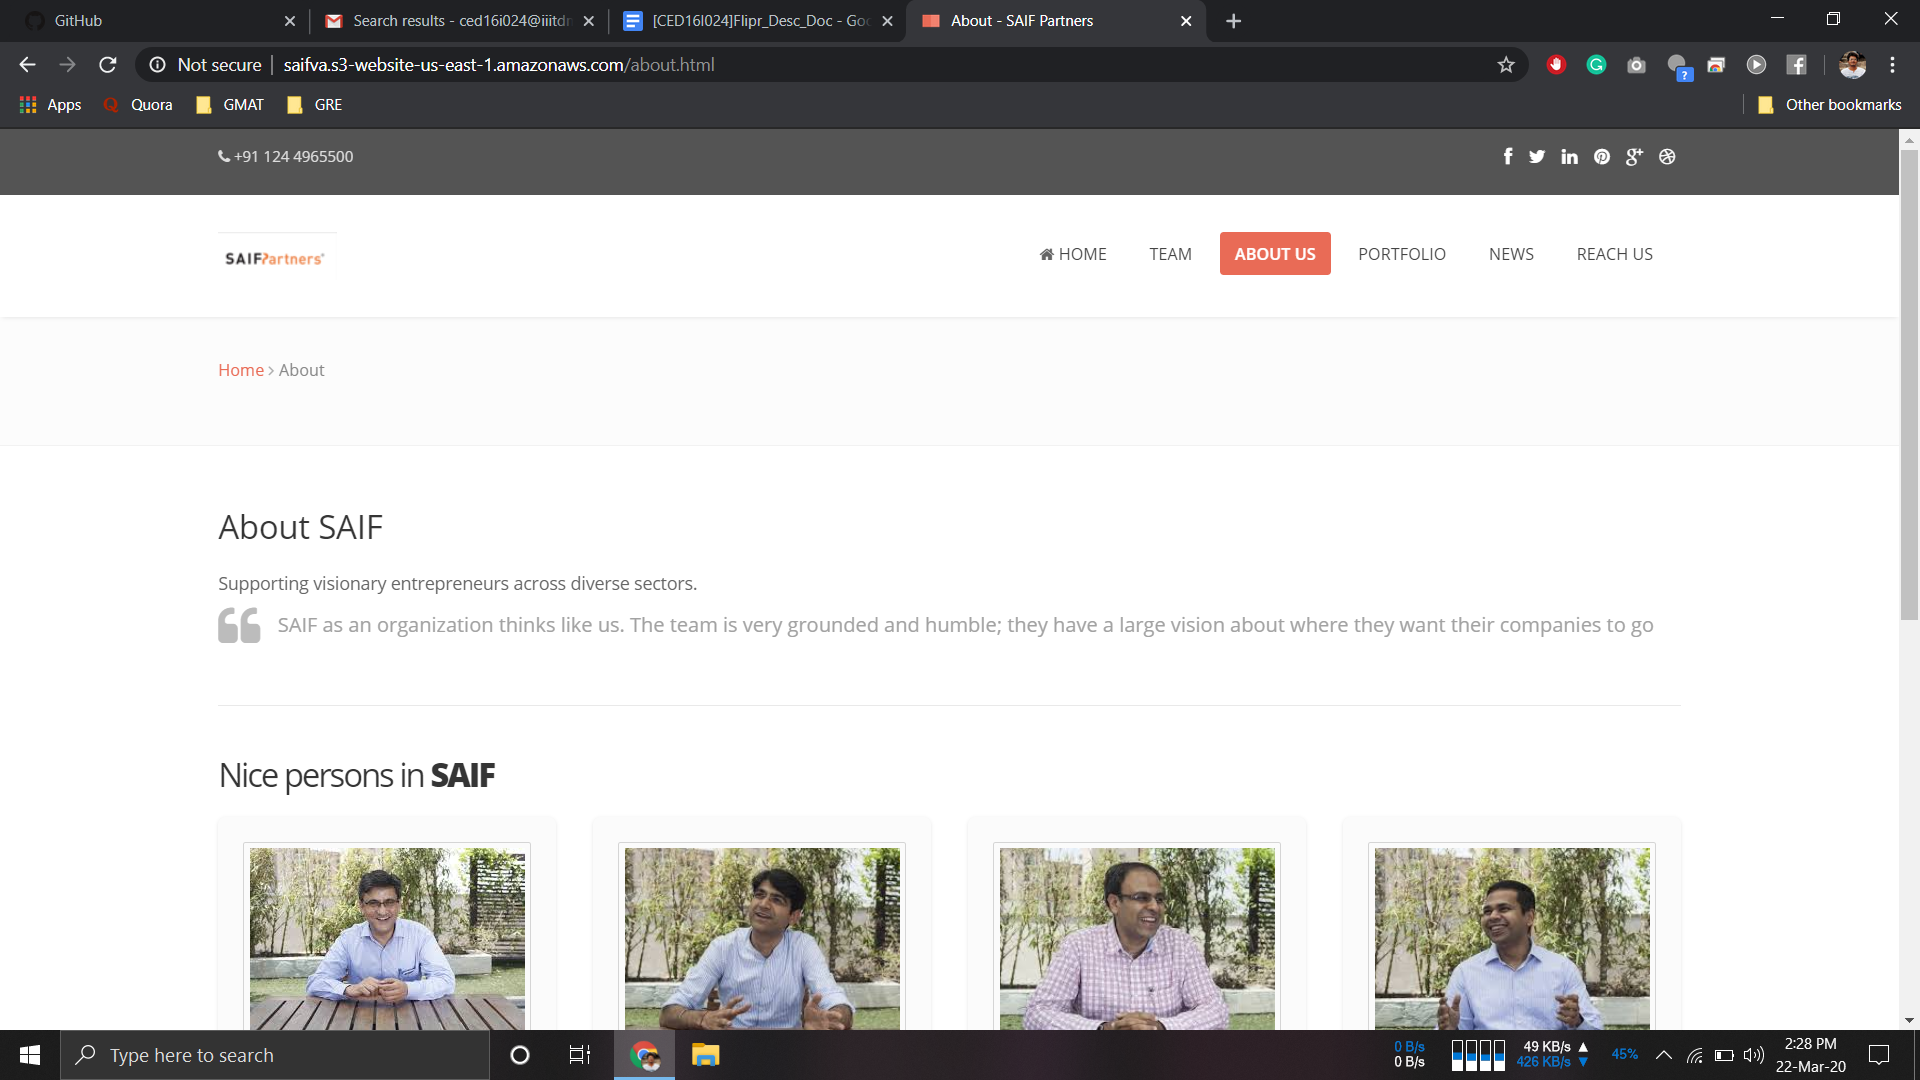 GitHub
Search results - ced16i024@iiitdr
[CED16I024]Flipr_Desc_Doc - Goo
About - SAIF Partners
Not secure
saifva.s3-website-us-east-1.amazonaws.com/about.html
Apps
Quora
GMAT
GRE
Other bookmarks
+91 124 4965500
SAIFPartners
HOME
TEAM
ABOUT US
PORTFOLIO
NEWS
REACH US
Home > About
About SAIF
Supporting visionary entrepreneurs across diverse sectors.
SAIF as an organization thinks like us. The team is very grounded and humble; they have a large vision about where they want their companies to go
Nice persons in SAIF
Type here to search
0 B/s
0 B/s
49 KB/s
426 KB/s
45%
2:28 PM
22-Mar-20